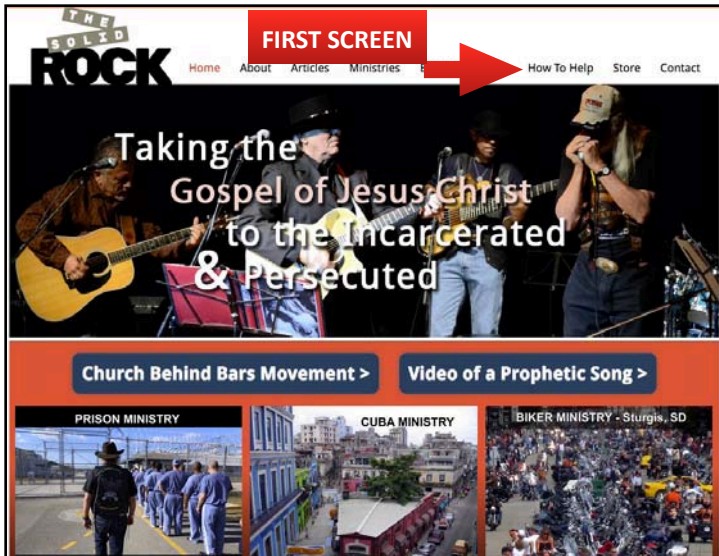 THE
SOLID
ROCK
FIRST SCREEN
Home About Articles Ministries How To Help Store Contact
Taking the
Gospel of Jesus Christ
to the Incarcerated
& Persecuted
Church Behind Bars Movement > Video of a Prophetic Song >
PRISON MINISTRY CUBA MINISTRY BIKER MINISTRY - Sturgis, SD